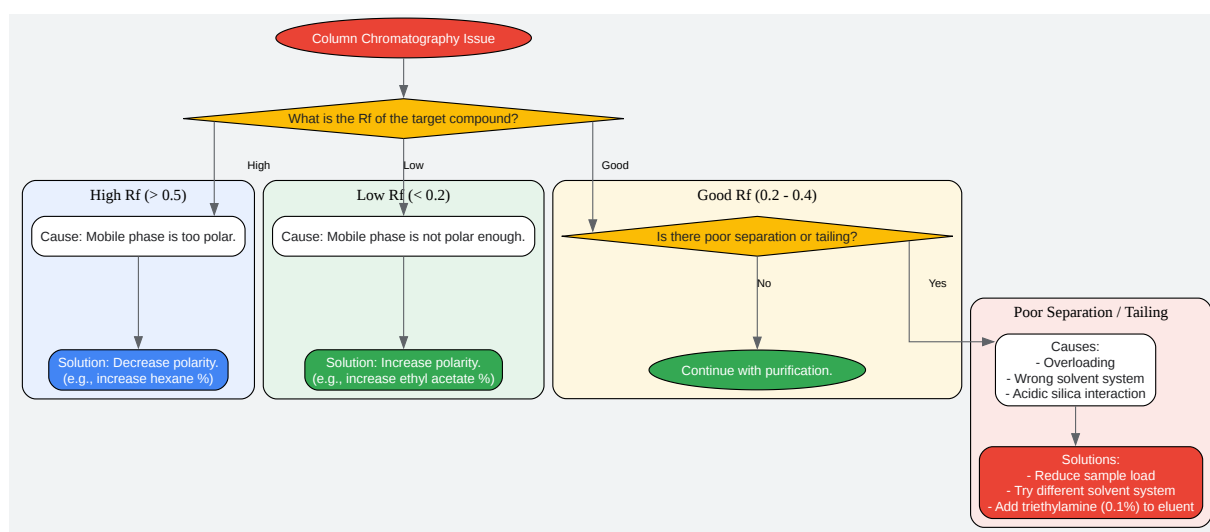 Column Chromatography Issue
What is the Rf of the target compound?
High
Low
Good
High Rf (> 0.5)
Cause: Mobile phase is too polar.
Solution: Decrease polarity.
(e.g., increase hexane %)
Low Rf (< 0.2)
Cause: Mobile phase is not polar enough.
Solution: Increase polarity.
(e.g., increase ethyl acetate %)
Good Rf (0.2 - 0.4)
Is there poor separation or tailing?
No
Yes
Continue with purification.
Poor Separation / Tailing
Causes:
- Overloading
- Wrong solvent system
- Acidic silica interaction
Solutions:
- Reduce sample load
- Try different solvent system
- Add triethylamine (0.1%) to eluent